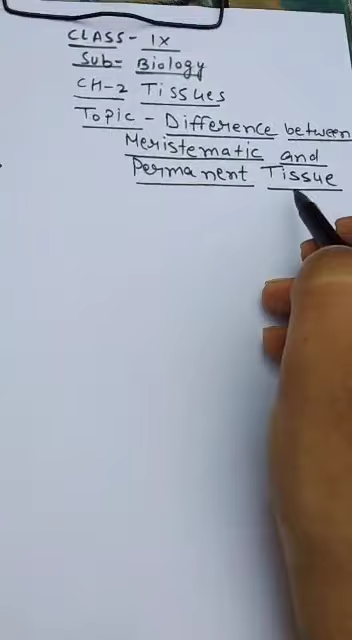 CLASS - IX
Sub= Biology
CH-2 Tissues
Topic - Difference between
Meristematic and
Permanent Tissue